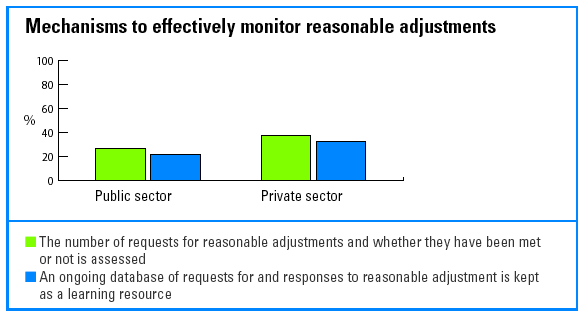 Mechanisms to effectively monitor reasonable adjustments
100
80
60
%
40
20
0
Public sector
Private sector
The number of requests for reasonable adjustments and whether they have been met
or not is assessed
An ongoing database of requests for and responses to reasonable adjustment is kept
as a learning resource